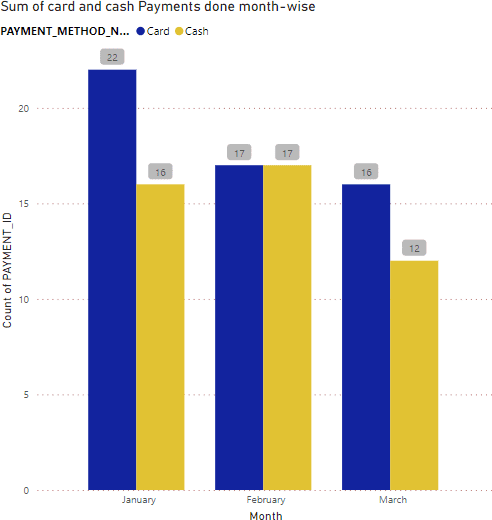 Sum of card and cash Payments done month-wise
PAYMENT_METHOD_N... Card Cash
22
16
17
17
16
12
20
15
10
5
0
Count of PAYMENT_ID
January February March
Month